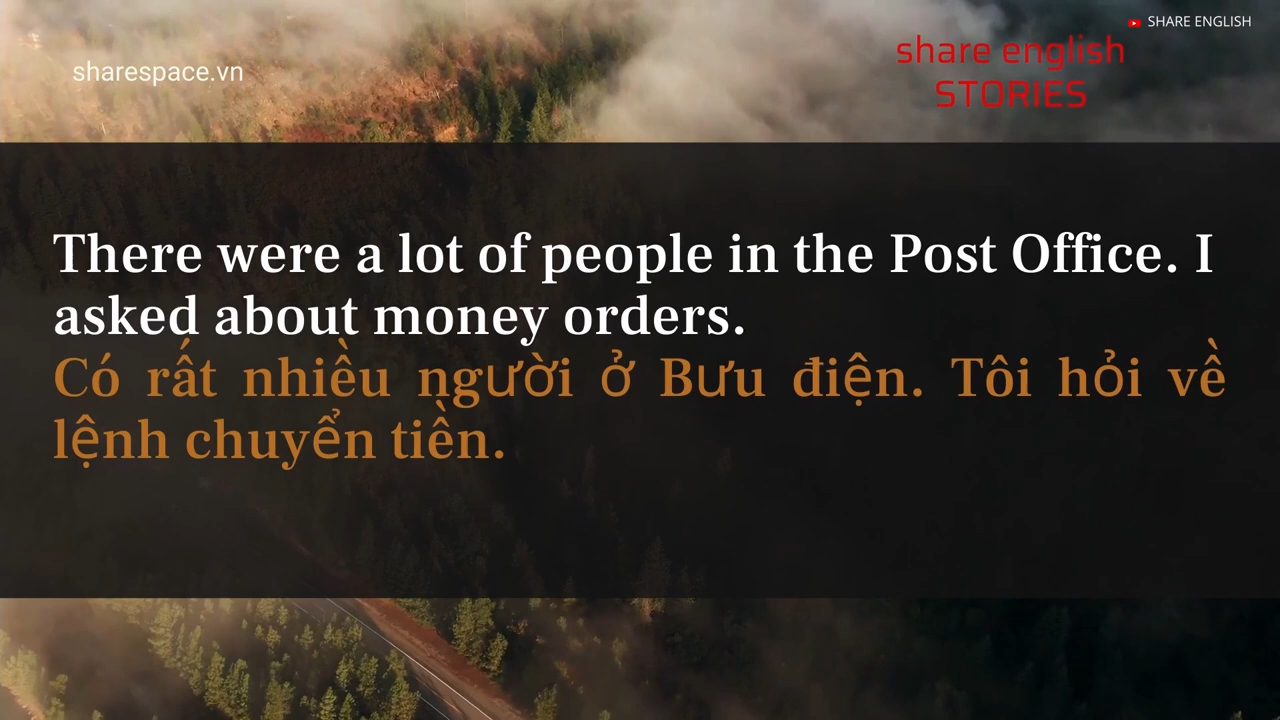 SHARE ENGLISH
share english
sharespace.vn
STORIES
There were a lot of people in the Post Office. I
asked about money orders.
Có rất nhiều người ở Bưu điện. Tôi hỏi về
lệnh chuyển tiền.